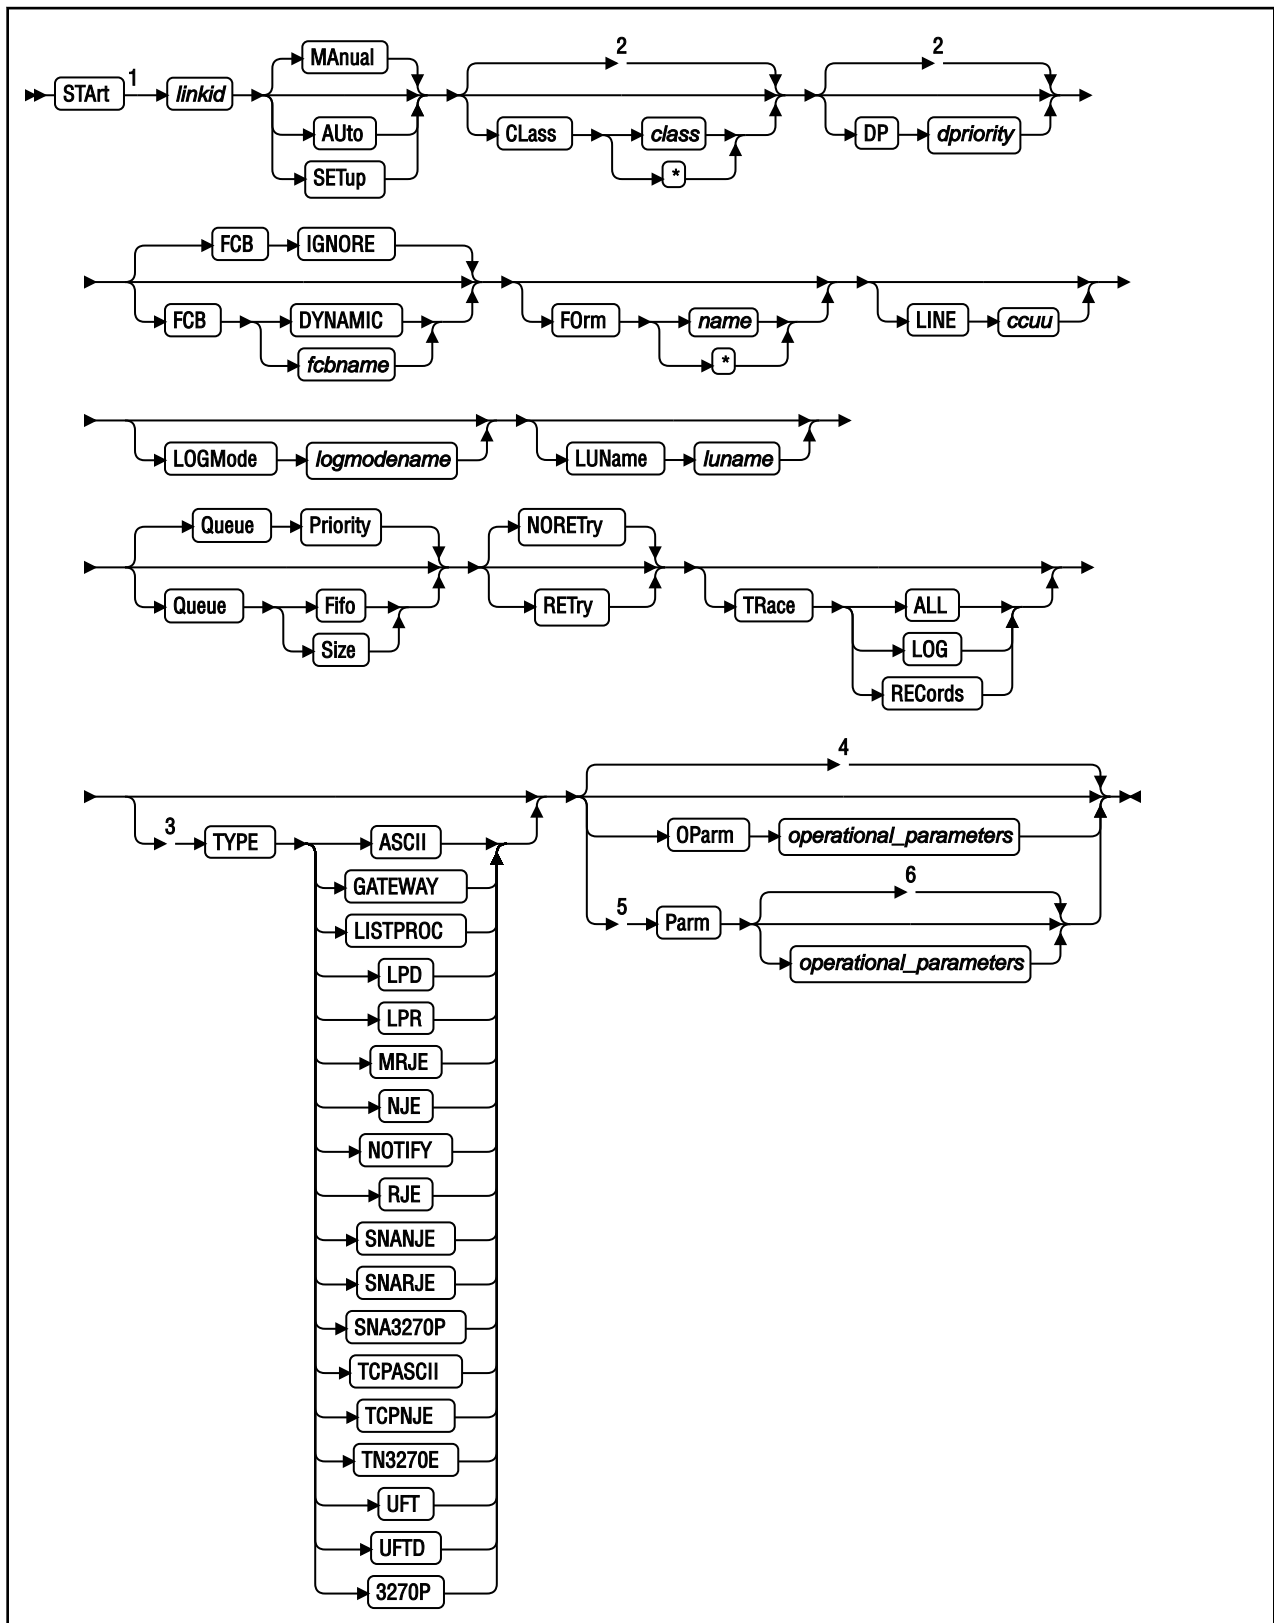 MAnual 2 2
STArt 1 linkid
AUto CLass class DP dpriority
SETup *
FCB IGNORE
FCB DYNAMIC FOrm name LINE ccuu
fcbname *
LOGMode logmodename LUName luname
Queue Priority NORETry
Queue Fifo RETry TRace ALL
Size LOG
RECords
4
3 TYPE ASCII OParm operational_parameters
GATEWAY 6
LISTPROC 5 Parm
LPD operational_parameters
LPR
MRJE
NJE
NOTIFY
RJE
SNANJE
SNARJE
SNA3270P
TCPASCII
TCPNJE
TN3270E
UFT
UFTD
3270P